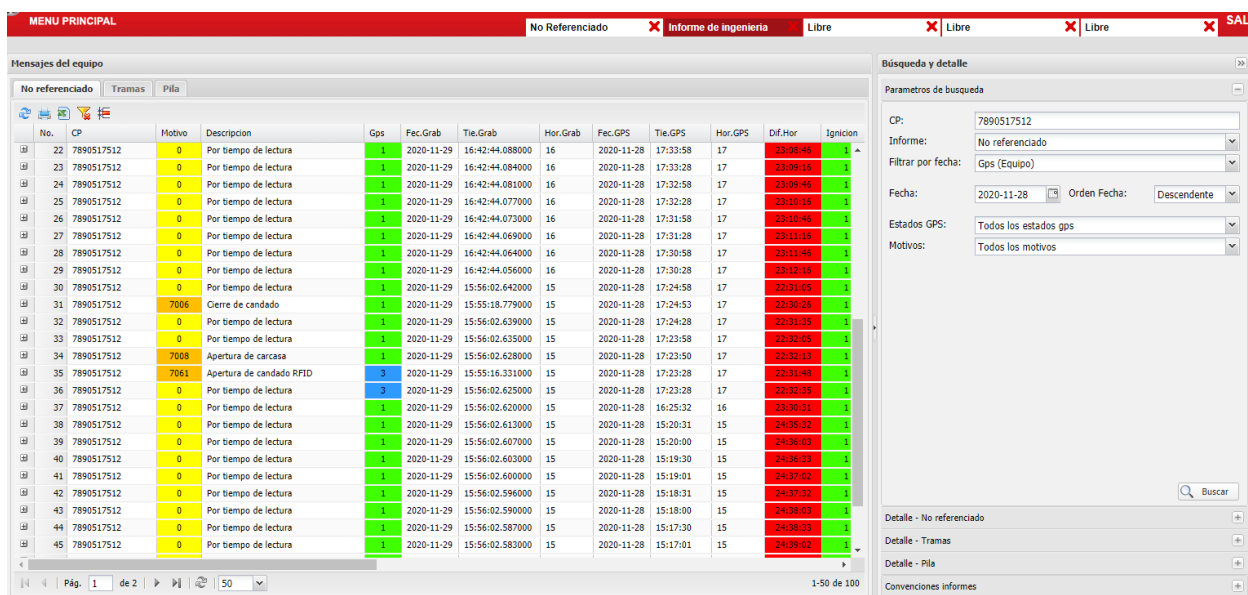 MENU PRINCIPAL
No Referenciado Informe de ingenieria Libre Libre Libre SAL
Mensajes del equipo
No referenciado Tramas Pila
No. CP Motivo Descripcion Gps Fec.Grab Tie.Grab Hor.Grab Fec.GPS Tie.GPS Hor.GPS Dif.Hor Ignicion
22 7890517512 0 Por tiempo de lectura 1 2020-11-29 16:42:44.088000 16 2020-11-28 17:33:58 17 23:08:46 1
23 7890517512 0 Por tiempo de lectura 1 2020-11-29 16:42:44.084000 16 2020-11-28 17:33:28 17 23:09:16 1
24 7890517512 0 Por tiempo de lectura 1 2020-11-29 16:42:44.081000 16 2020-11-28 17:32:58 17 23:09:46 1
25 7890517512 0 Por tiempo de lectura 1 2020-11-29 16:42:44.077000 16 2020-11-28 17:32:28 17 23:10:16 1
26 7890517512 0 Por tiempo de lectura 1 2020-11-29 16:42:44.073000 16 2020-11-28 17:31:58 17 23:10:46 1
27 7890517512 0 Por tiempo de lectura 1 2020-11-29 16:42:44.069000 16 2020-11-28 17:31:28 17 23:11:16 1
28 7890517512 0 Por tiempo de lectura 1 2020-11-29 16:42:44.064000 16 2020-11-28 17:30:58 17 23:11:46 1
29 7890517512 0 Por tiempo de lectura 1 2020-11-29 16:42:44.056000 16 2020-11-28 17:30:28 17 23:12:16 1
30 7890517512 0 Por tiempo de lectura 1 2020-11-29 15:56:02.642000 15 2020-11-28 17:24:58 17 22:31:05 1
31 7890517512 7006 Cierre de candado 1 2020-11-29 15:55:18.779000 15 2020-11-28 17:24:53 17 22:30:26 1
32 7890517512 0 Por tiempo de lectura 1 2020-11-29 15:56:02.639000 15 2020-11-28 17:24:28 17 22:31:35 1
33 7890517512 0 Por tiempo de lectura 1 2020-11-29 15:56:02.635000 15 2020-11-28 17:23:58 17 22:32:05 1
34 7890517512 7008 Apertura de carcasa 1 2020-11-29 15:56:02.628000 15 2020-11-28 17:23:50 17 22:32:13 1
35 7890517512 7061 Apertura de candado RFID 3 2020-11-29 15:55:16.331000 15 2020-11-28 17:23:28 17 22:31:48 1
36 7890517512 0 Por tiempo de lectura 3 2020-11-29 15:56:02.625000 15 2020-11-28 17:23:28 17 22:32:35 1
37 7890517512 0 Por tiempo de lectura 1 2020-11-29 15:56:02.620000 15 2020-11-28 16:25:32 16 23:30:31 1
38 7890517512 0 Por tiempo de lectura 1 2020-11-29 15:56:02.613000 15 2020-11-28 15:20:31 15 24:35:32 1
39 7890517512 0 Por tiempo de lectura 1 2020-11-29 15:56:02.607000 15 2020-11-28 15:20:00 15 24:36:03 1
40 7890517512 0 Por tiempo de lectura 1 2020-11-29 15:56:02.603000 15 2020-11-28 15:19:30 15 24:36:33 1
41 7890517512 0 Por tiempo de lectura 1 2020-11-29 15:56:02.600000 15 2020-11-28 15:19:01 15 24:37:02 1
42 7890517512 0 Por tiempo de lectura 1 2020-11-29 15:56:02.596000 15 2020-11-28 15:18:31 15 24:37:32 1
43 7890517512 0 Por tiempo de lectura 1 2020-11-29 15:56:02.590000 15 2020-11-28 15:18:00 15 24:38:03 1
44 7890517512 0 Por tiempo de lectura 1 2020-11-29 15:56:02.587000 15 2020-11-28 15:17:30 15 24:38:33 1
45 7890517512 0 Por tiempo de lectura 1 2020-11-29 15:56:02.583000 15 2020-11-28 15:17:01 15 24:39:02 1
Pág. 1 de 2 50 1-50 de 100
Búsqueda y detalle
Parametros de busqueda
CP: 7890517512
Informe: No referenciado
Filtrar por fecha: Gps (Equipo)
Fecha: 2020-11-28 Orden Fecha: Descendente
Estados GPS: Todos los estados gps
Motivos: Todos los motivos
Buscar
Detalle - No referenciado
Detalle - Tramas
Detalle - Pila
Convenciones informes